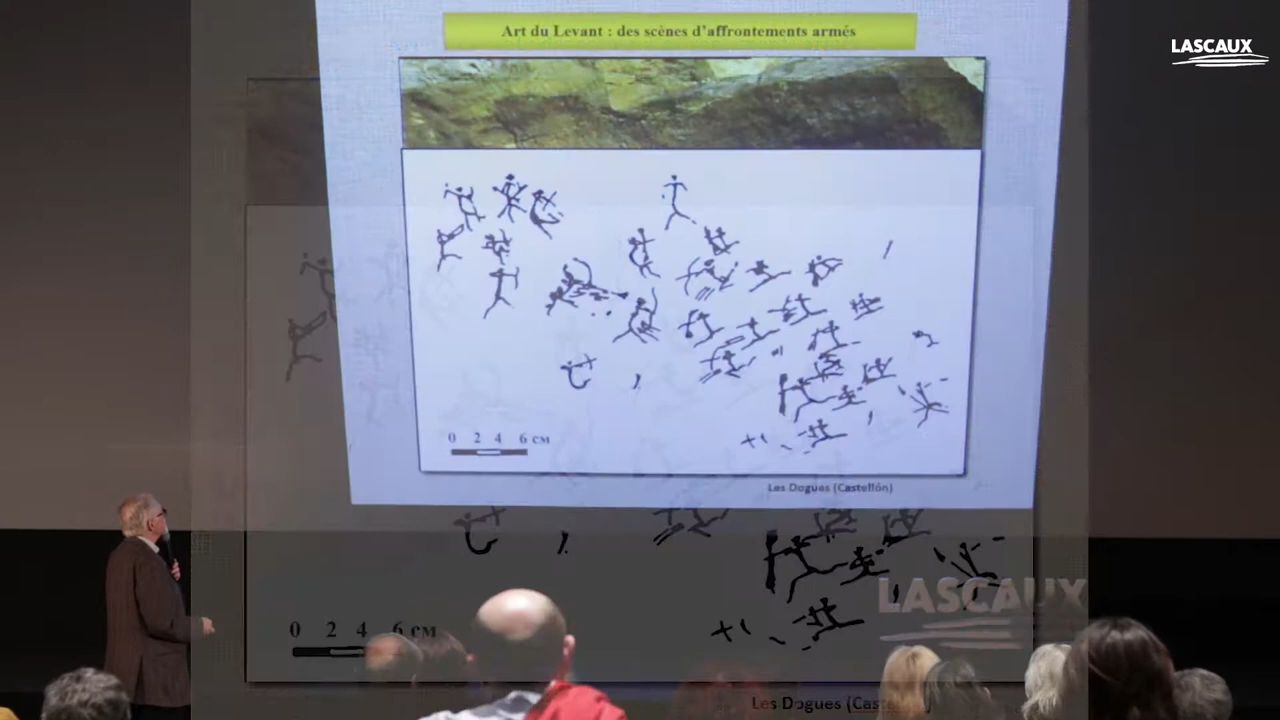 Art du Levant : des scènes d'affrontements armés
LASCAUX
0 2 4 6 CM
Les Dogues (Castellón)
LASCAUX
0 2 4 6 CM
Les Dogues (Caste